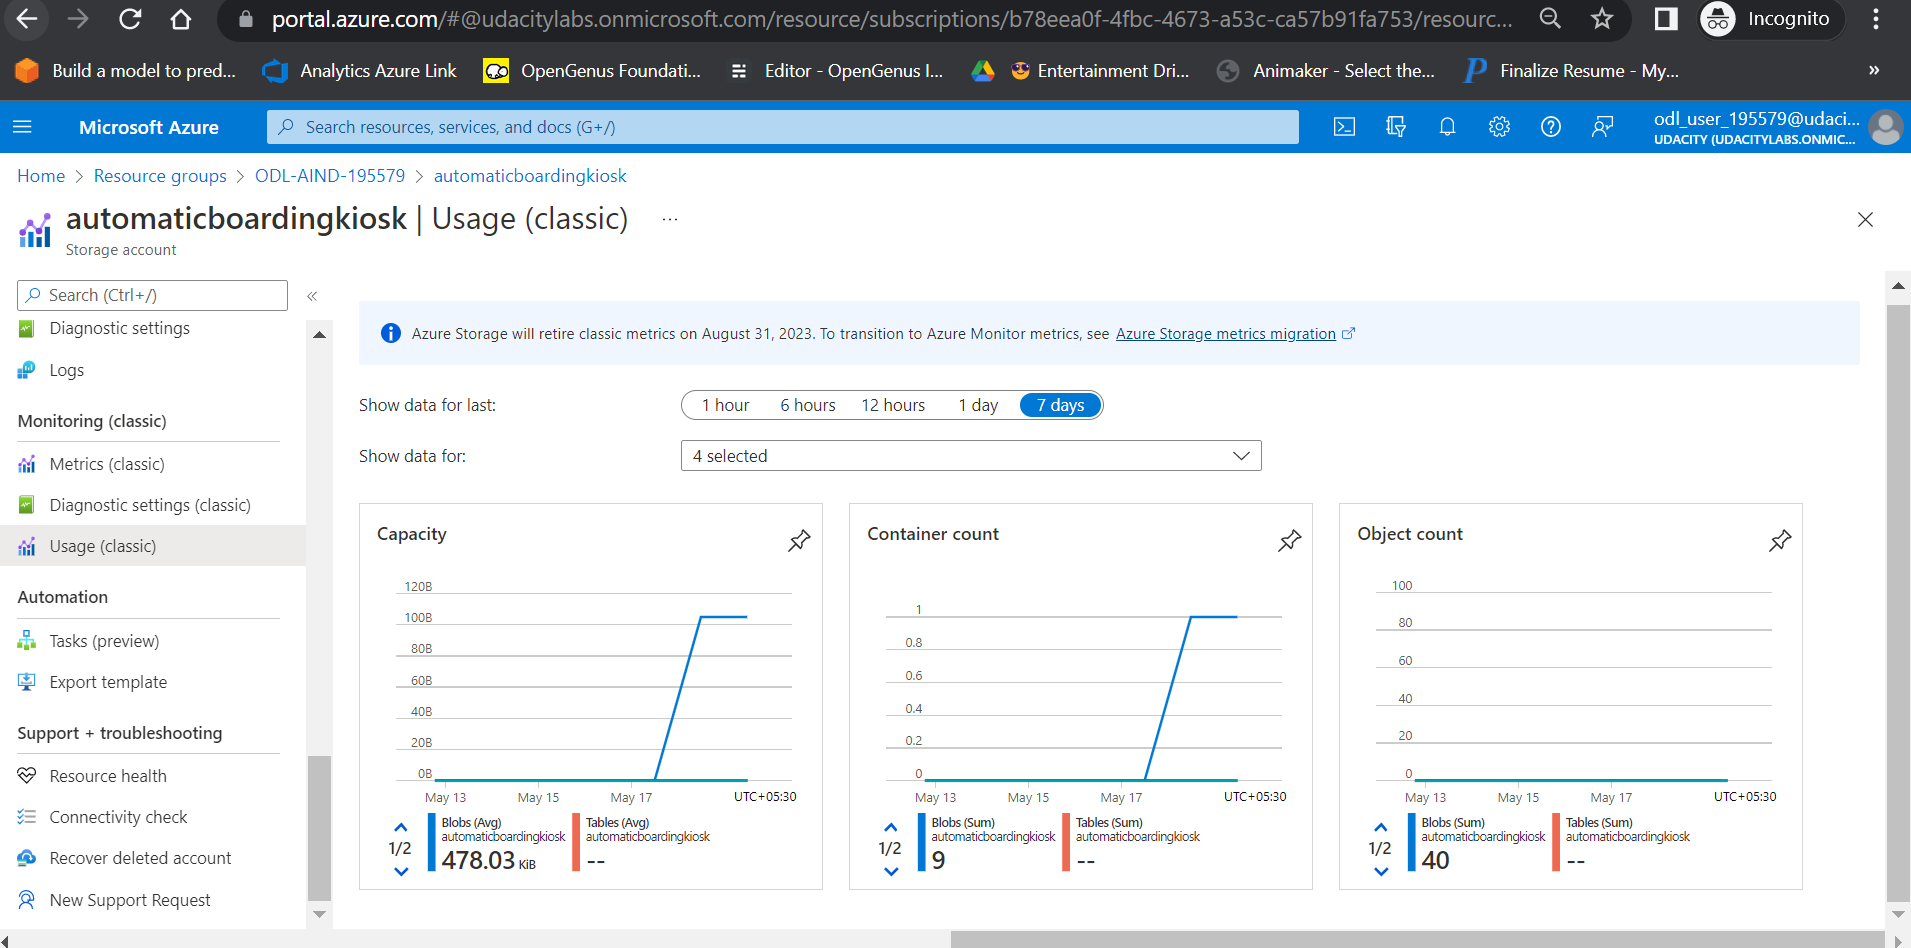 portal.azure.com/#@udacitylabs.onmicrosoft.com/resource/subscriptions/b78eea0f-4fbc-4673-a53c-ca57b91fa753/resourc...
Incognito
Build a model to pred...
Analytics Azure Link
OpenGenus Foundati...
Editor - OpenGenus I...
Entertainment Dri...
Animaker - Select the...
Finalize Resume - My...
»
Microsoft Azure
Search resources, services, and docs (G+/)
odl_user_195579@udaci...
UDACITY (UDACITYLABS.ONMIC...
Home > Resource groups > ODL-AIND-195579 > automaticboardingkiosk
automaticboardingkiosk | Usage (classic) ...
Storage account
Search (Ctrl+/)
«
Diagnostic settings
Logs
Monitoring (classic)
Metrics (classic)
Diagnostic settings (classic)
Usage (classic)
Automation
Tasks (preview)
Export template
Support + troubleshooting
Resource health
Connectivity check
Recover deleted account
New Support Request
Azure Storage will retire classic metrics on August 31, 2023. To transition to Azure Monitor metrics, see Azure Storage metrics migration
Show data for last:
1 hour 6 hours 12 hours 1 day 7 days
Show data for:
4 selected
Capacity
120B
100B
80B
60B
40B
20B
0B
May 13 May 15 May 17 UTC+05:30
1/2
Blobs (Avg)
automaticboardingkiosk
478.03 KiB
Tables (Avg)
automaticboardingkiosk
--
Container count
1
0.8
0.6
0.4
0.2
0
May 13 May 15 May 17 UTC+05:30
1/2
Blobs (Sum)
automaticboardingkiosk
9
Tables (Sum)
automaticboardingkiosk
--
Object count
100
80
60
40
20
0
May 13 May 15 May 17 UTC+05:30
1/2
Blobs (Sum)
automaticboardingkiosk
40
Tables (Sum)
automaticboardingkiosk
--